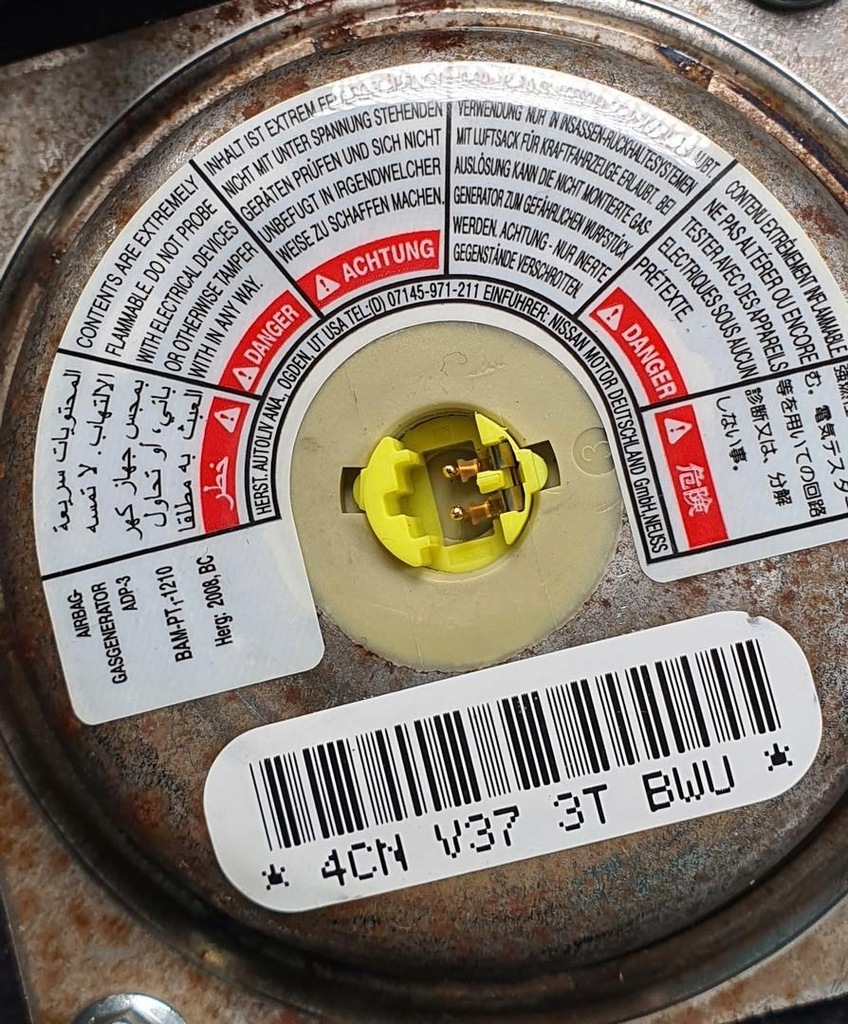 المحتويات سريعة
الالتهاب. لا تمسه
بمجس جهاز كهر
بائي أو تحاول
العبث به مطلقا
خطر
CONTENTS ARE EXTREMELY
FLAMMABLE. DO NOT PROBE
WITH ELECTRICAL DEVICES
OR OTHERWISE TAMPER
WITH IN ANY WAY.
DANGER
INHALT IST EXTREM
NICHT MIT UNTER SPANNUNG STEHENDEN
GERÄTEN PRÜFEN UND SICH NICHT
UNBEFUGT IN IRGENDWELCHER
WEISE ZU SCHAFFEN MACHEN.
ACHTUNG
VERWENDUNG NUR IN INSASSEN-RÜCKHALTESYSTEMEN
MIT LUFTSACK FÜR KRAFTFAHRZEUGE ERLAUBT. BEI
AUSLÖSUNG KANN DIE NICHT MONTIERTE GAS-
GENERATOR ZUM GEFÄHRLICHEN WURFSTÜCK
WERDEN. ACHTUNG - NUR INERTE
GEGENSTÄNDE VERSCHROTTEN
CONTENU EXTRÊMEMENT INFLAMMABLE
NE PAS ALTÉRER OU ENCORE
TESTER AVEC DES APPAREILS
ELECTRIQUES SOUS AUCUN
PRÉTEXTE
DANGER
む。電気テスタ
等を用いての回路
診断又は、分解
しない事。
危険
HERST. AUTOLIV ANA., OGDEN, UT USA TEL:(D) 07145-971-211 EINFÜHRER: NISSAN MOTOR DEUTSCHLAND GmbH.NEUSS
AIRBAG-
GASGENERATOR
ADP-3
BAM-PT₁-1210
Herg: 2006, BC
* 4CN V37 3T BWU *